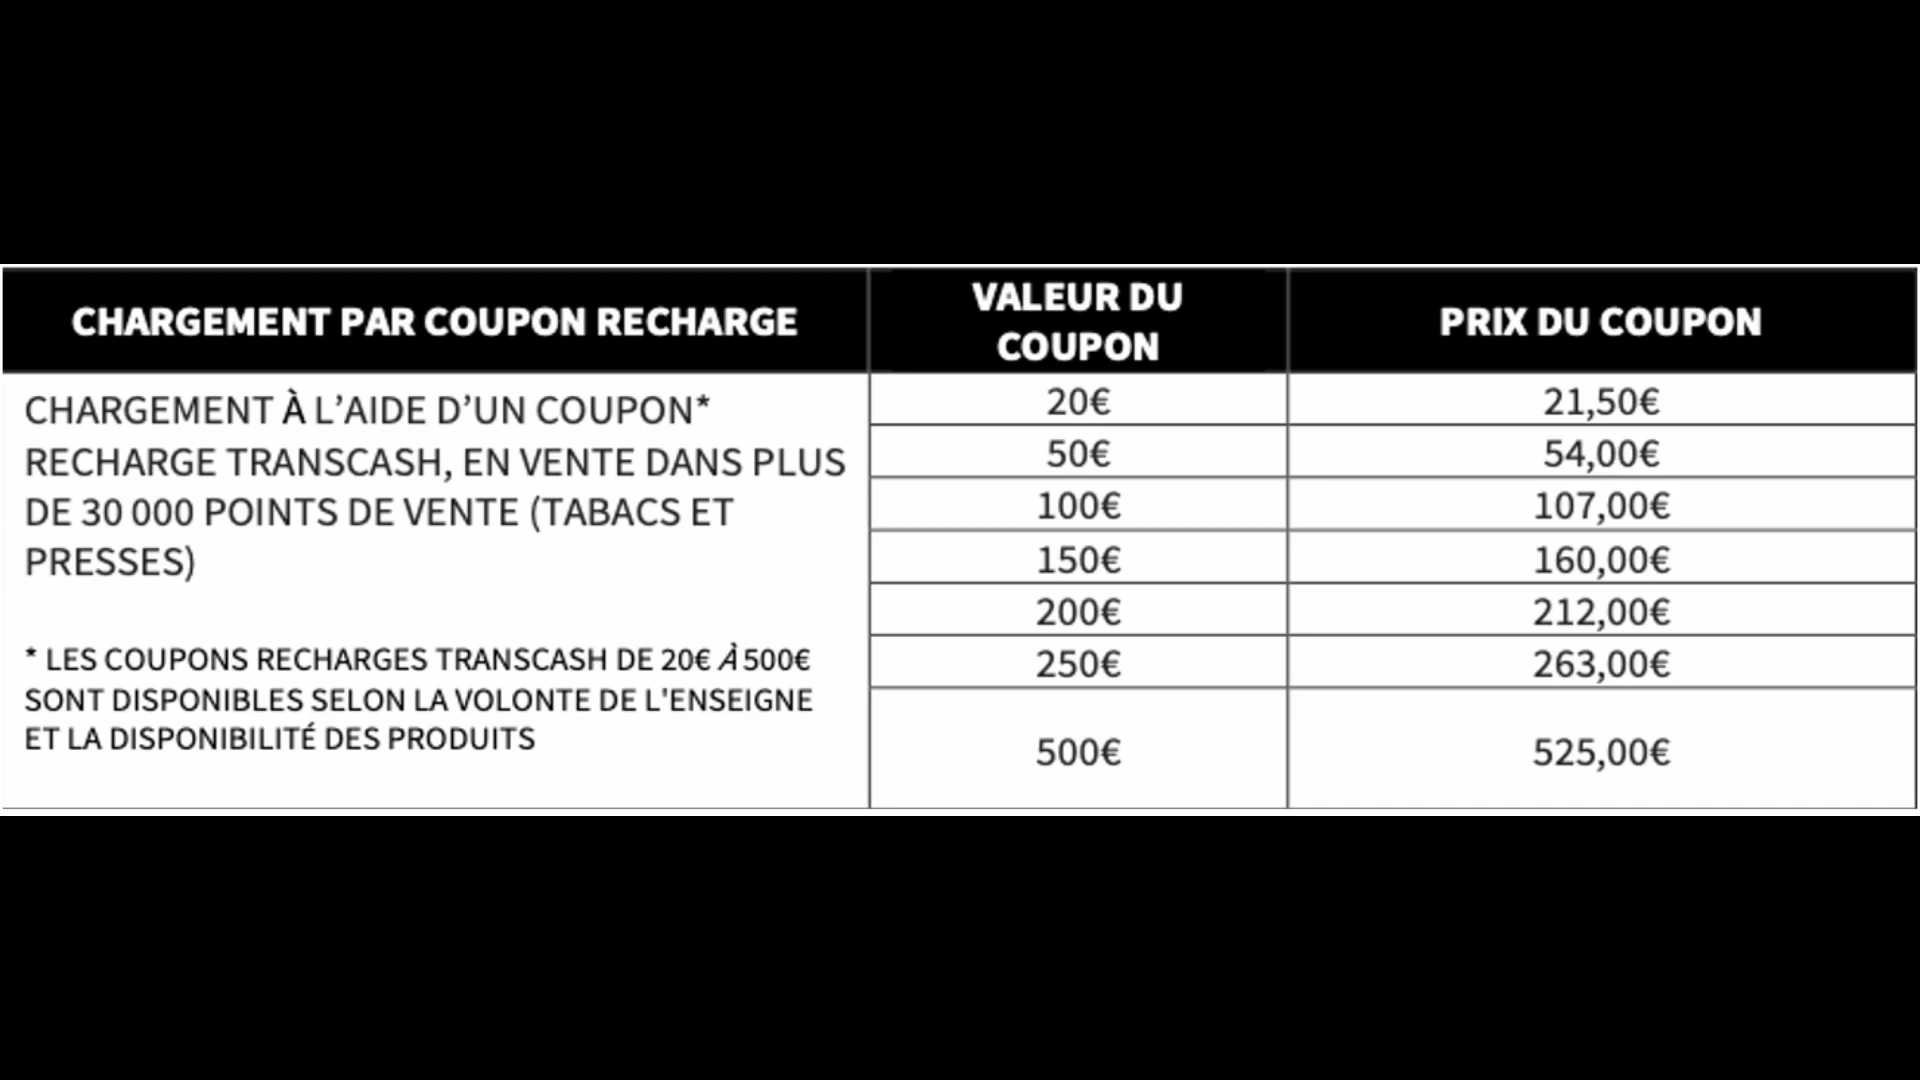 CHARGEMENT PAR COUPON RECHARGE
VALEUR DU
COUPON
PRIX DU COUPON
CHARGEMENT À L’AIDE D’UN COUPON*
RECHARGE TRANSCASH, EN VENTE DANS PLUS
DE 30 000 POINTS DE VENTE (TABACS ET
PRESSES)
* LES COUPONS RECHARGES TRANSCASH DE 20€ À 500€
SONT DISPONIBLES SELON LA VOLONTE DE L'ENSEIGNE
ET LA DISPONIBILITÉ DES PRODUITS
20€ 21,50€
50€ 54,00€
100€ 107,00€
150€ 160,00€
200€ 212,00€
250€ 263,00€
500€ 525,00€